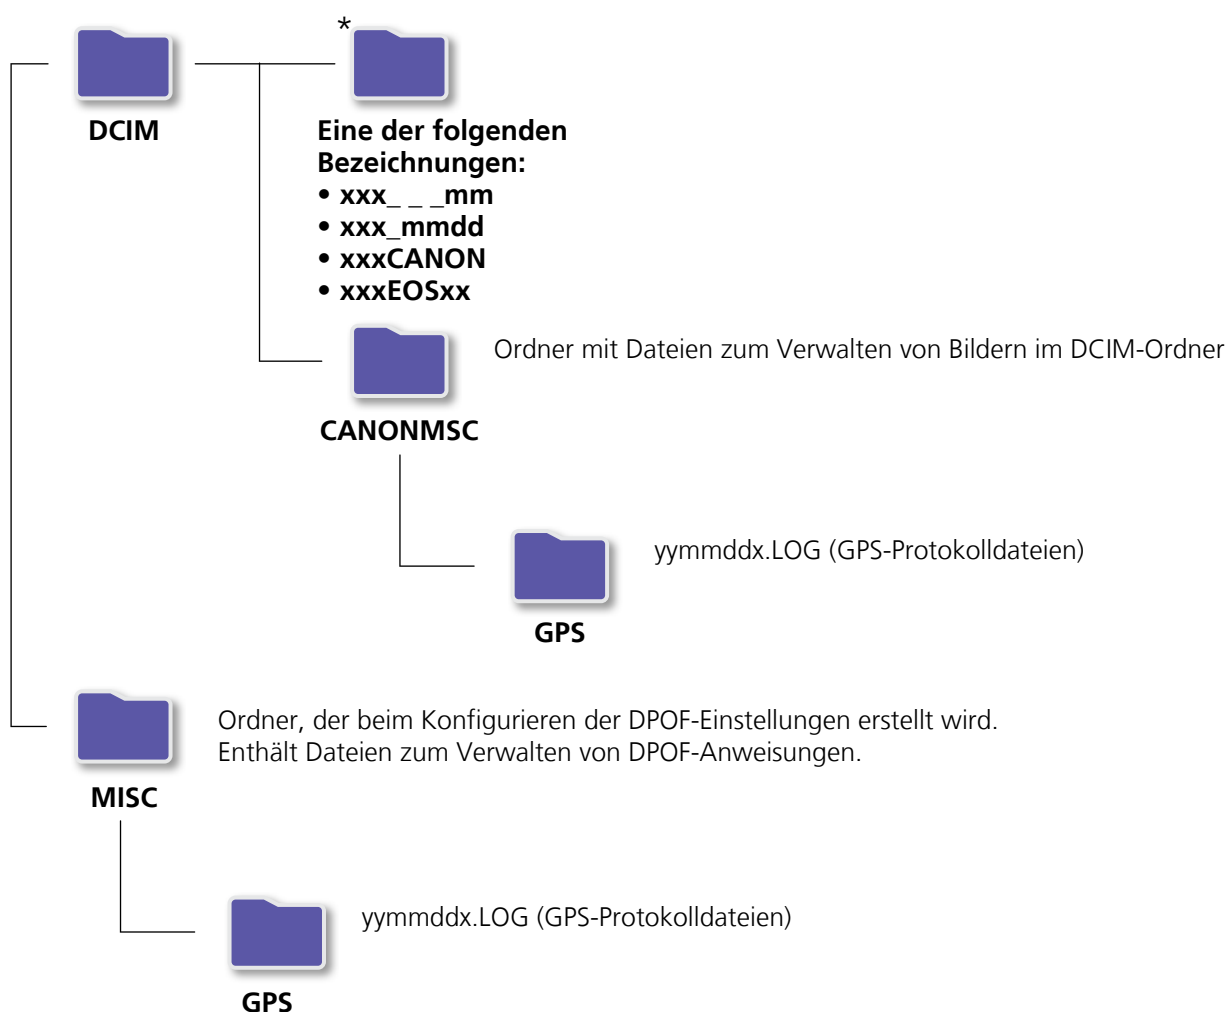 *
DCIM
Eine der folgenden
Bezeichnungen:
• xxx_ _ _mm
• xxx_mmdd
• xxxCANON
• xxxEOSxx
Ordner mit Dateien zum Verwalten von Bildern im DCIM-Ordner
CANONMSC
yymmddx.LOG (GPS-Protokolldateien)
GPS
Ordner, der beim Konfigurieren der DPOF-Einstellungen erstellt wird.
Enthält Dateien zum Verwalten von DPOF-Anweisungen.
MISC
yymmddx.LOG (GPS-Protokolldateien)
GPS